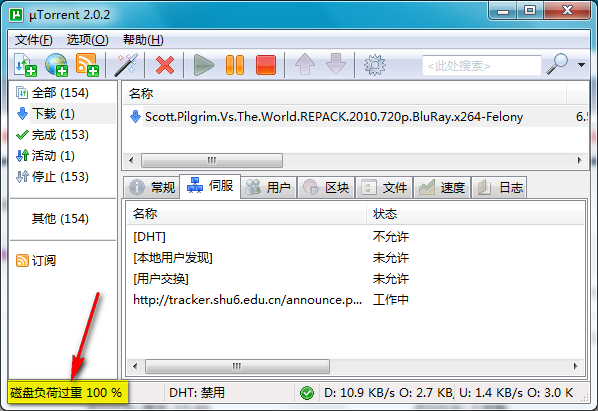 µTorrent 2.0.2
文件(F) 选项(O) 帮助(H)
<此处搜索>
全部 (154)
下载 (1)
完成 (153)
活动 (1)
停止 (153)
其他 (154)
订阅
名称
Scott.Pilgrim.Vs.The.World.REPACK.2010.720p.BluRay.x264-Felony 6.5
常规 伺服 用户 区块 文件 速度 日志
名称 状态
[DHT] 不允许
[本地用户发现] 未允许
[用户交换] 未允许
http://tracker.shu6.edu.cn/announce.p... 工作中
磁盘负荷过重 100 % DHT: 禁用 D: 10.9 KB/s O: 2.7 KB, U: 1.4 KB/s O: 3.0 K